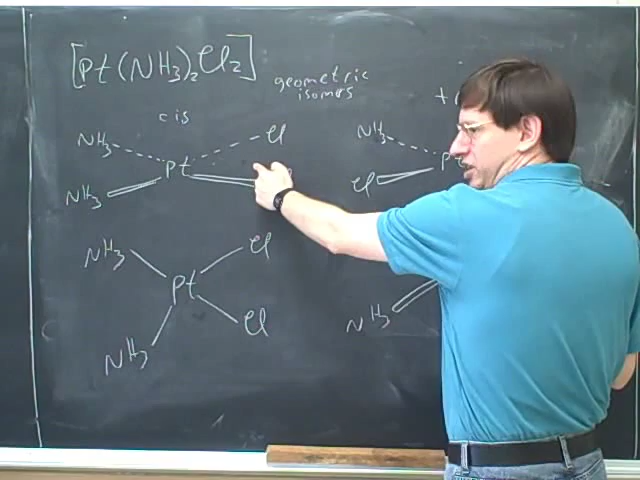 [Pt(NH3)2Cl2]
geometric
isomers
cis
NH3 Cl
Pt
NH3
NH3 Cl
Pt
NH3 Cl
NH3
Cl
NH3